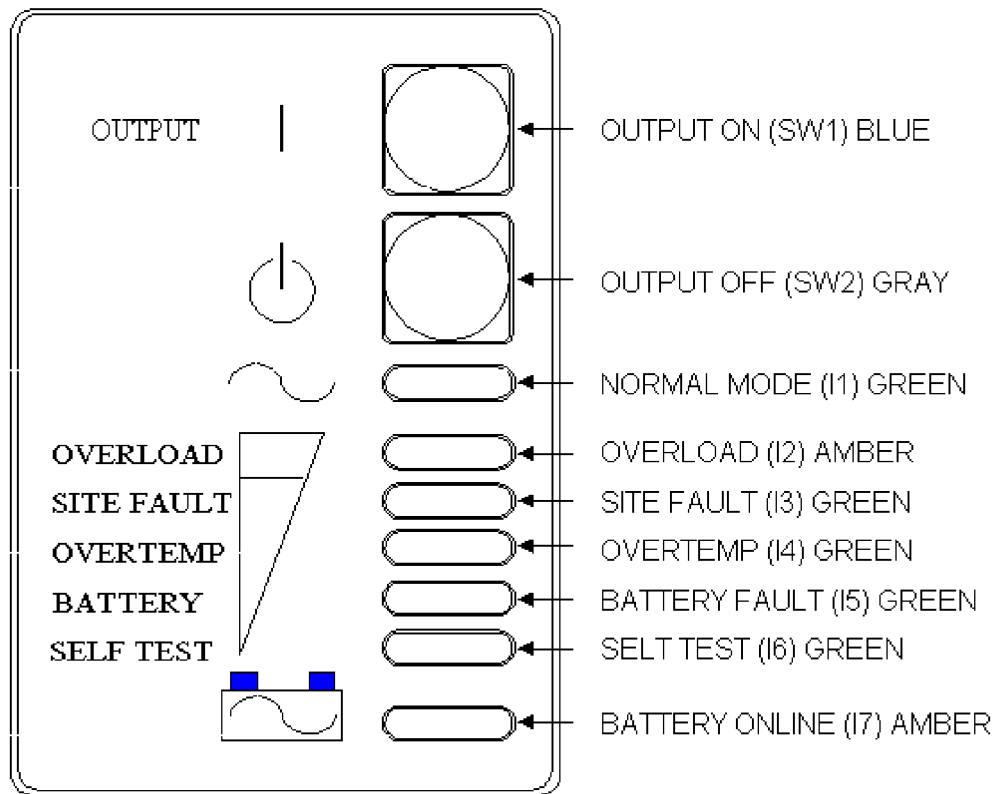 OUTPUT
OUTPUT ON (SW1) BLUE
OUTPUT OFF (SW2) GRAY
NORMAL MODE (I1) GREEN
OVERLOAD
OVERLOAD (I2) AMBER
SITE FAULT
SITE FAULT (I3) GREEN
OVERTEMP
OVERTEMP (I4) GREEN
BATTERY
BATTERY FAULT (I5) GREEN
SELF TEST
SELT TEST (I6) GREEN
BATTERY ONLINE (I7) AMBER